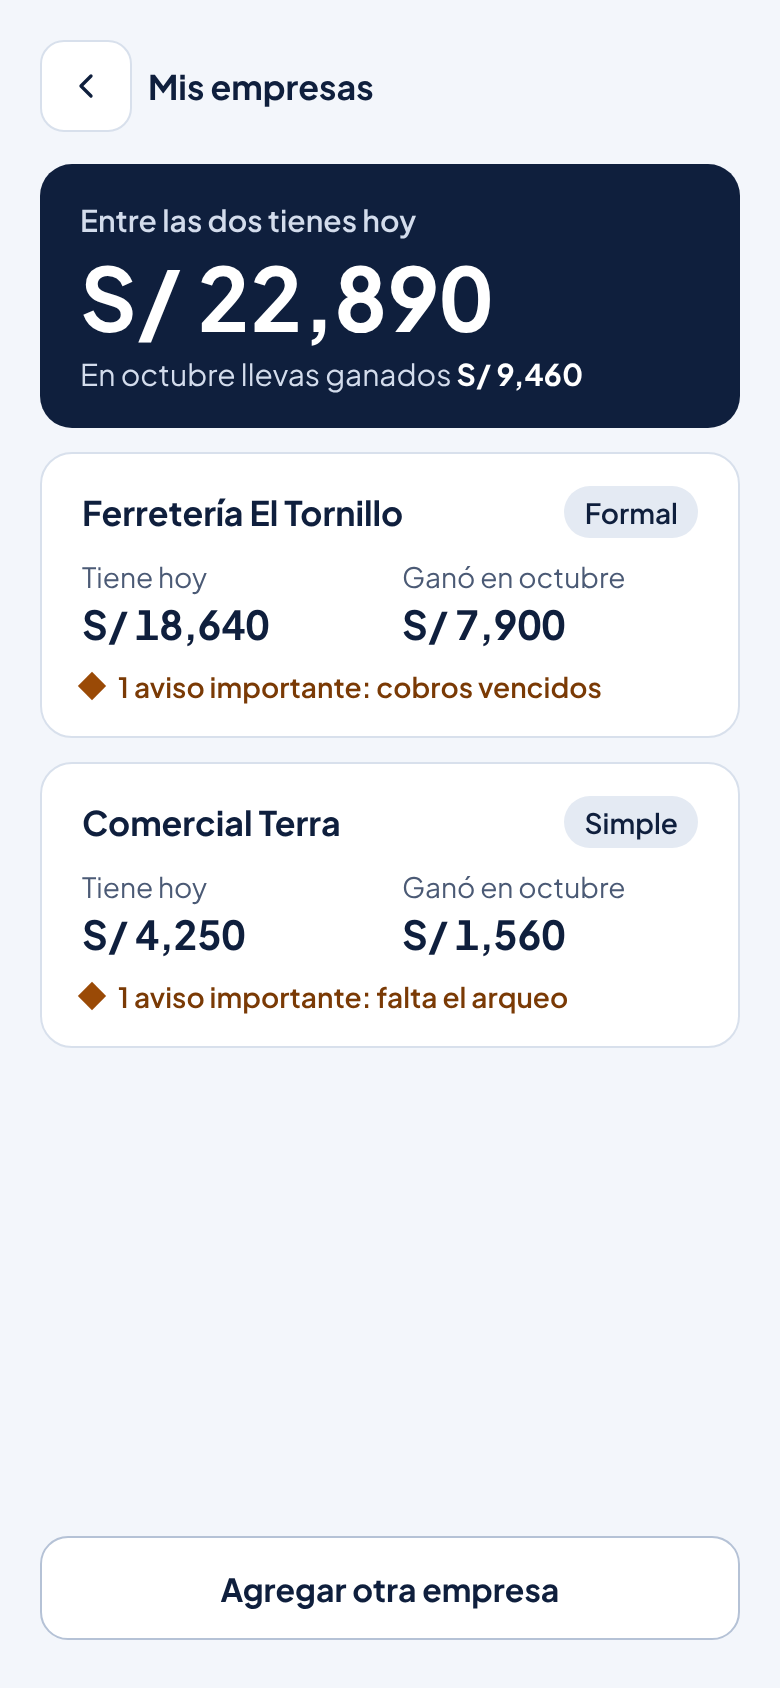 Mis empresas
Entre las dos tienes hoy
S/ 22,890
En octubre llevas ganados S/ 9,460
Ferretería El Tornillo
Formal
Tiene hoy
Ganó en octubre
S/ 18,640
S/ 7,900
1 aviso importante: cobros vencidos
Comercial Terra
Simple
Tiene hoy
Ganó en octubre
S/ 4,250
S/ 1,560
1 aviso importante: falta el arqueo
Agregar otra empresa